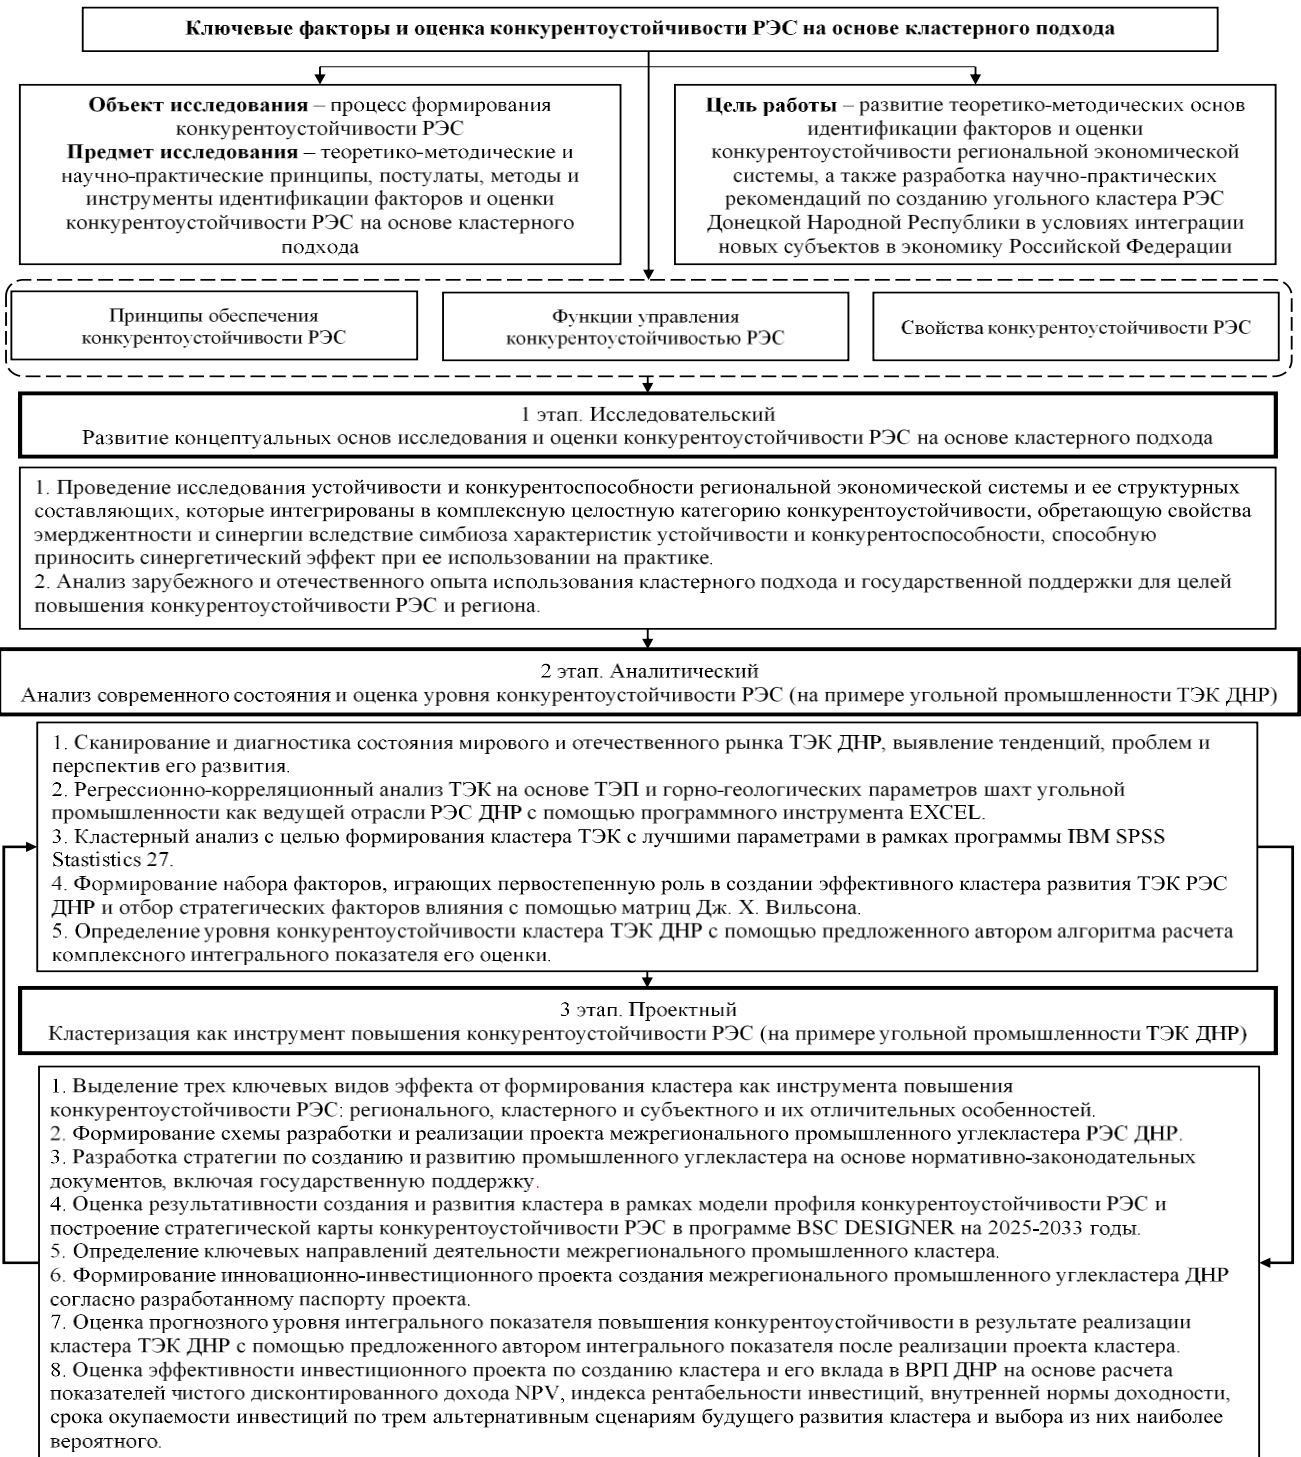 Ключевые факторы и оценка конкурентоустойчивости РЭС на основе кластерного подхода
Объект исследования – процесс формирования
конкурентоустойчивости РЭС
Предмет исследования – теоретико-методические и
научно-практические принципы, постулаты, методы и
инструменты идентификации факторов и оценки
конкурентоустойчивости РЭС на основе кластерного
подхода
Цель работы – развитие теоретико-методических основ
идентификации факторов и оценки
конкурентоустойчивости региональной экономической
системы, а также разработка научно-практических
рекомендаций по созданию угольного кластера РЭС
Донецкой Народной Республики в условиях интеграции
новых субъектов в экономику Российской Федерации
Принципы обеспечения
конкурентоустойчивости РЭС
Функции управления
конкурентоустойчивостью РЭС
Свойства конкурентоустойчивости РЭС
1 этап. Исследовательский
Развитие концептуальных основ исследования и оценки конкурентоустойчивости РЭС на основе кластерного подхода
1. Проведение исследования устойчивости и конкурентоспособности региональной экономической системы и ее структурных
составляющих, которые интегрированы в комплексную целостную категорию конкурентоустойчивости, обретающую свойства
эмерджентности и синергии вследствие симбиоза характеристик устойчивости и конкурентоспособности, способную
приносить синергетический эффект при ее использовании на практике.
2. Анализ зарубежного и отечественного опыта использования кластерного подхода и государственной поддержки для целей
повышения конкурентоустойчивости РЭС и региона.
2 этап. Аналитический
Анализ современного состояния и оценка уровня конкурентоустойчивости РЭС (на примере угольной промышленности ТЭК ДНР)
1. Сканирование и диагностика состояния мирового и отечественного рынка ТЭК ДНР, выявление тенденций, проблем и
перспектив его развития.
2. Регрессионно-корреляционный анализ ТЭК на основе ТЭП и горно-геологических параметров шахт угольной
промышленности как ведущей отрасли РЭС ДНР с помощью программного инструмента EXCEL.
3. Кластерный анализ с целью формирования кластера ТЭК с лучшими параметрами в рамках программы IBM SPSS
Stastistics 27.
4. Формирование набора факторов, играющих первостепенную роль в создании эффективного кластера развития ТЭК РЭС
ДНР и отбор стратегических факторов влияния с помощью матриц Дж. Х. Вильсона.
5. Определение уровня конкурентоустойчивости кластера ТЭК ДНР с помощью предложенного автором алгоритма расчета
комплексного интегрального показателя его оценки.
3 этап. Проектный
Кластеризация как инструмент повышения конкурентоустойчивости РЭС (на примере угольной промышленности ТЭК ДНР)
1. Выделение трех ключевых видов эффекта от формирования кластера как инструмента повышения
конкурентоустойчивости РЭС: регионального, кластерного и субъектного и их отличительных особенностей.
2. Формирование схемы разработки и реализации проекта межрегионального промышленного углекластера РЭС ДНР.
3. Разработка стратегии по созданию и развитию промышленного углекластера на основе нормативно-законодательных
документов, включая государственную поддержку.
4. Оценка результативности создания и развития кластера в рамках модели профиля конкурентоустойчивости РЭС и
построение стратегической карты конкурентоустойчивости РЭС в программе BSC DESIGNER на 2025-2033 годы.
5. Определение ключевых направлений деятельности межрегионального промышленного кластера.
6. Формирование инновационно-инвестиционного проекта создания межрегионального промышленного углекластера ДНР
согласно разработанному паспорту проекта.
7. Оценка прогнозного уровня интегрального показателя повышения конкурентоустойчивости в результате реализации
кластера ТЭК ДНР с помощью предложенного автором интегрального показателя после реализации проекта кластера.
8. Оценка эффективности инвестиционного проекта по созданию кластера и его вклада в ВРП ДНР на основе расчета
показателей чистого дисконтированного дохода NPV, индекса рентабельности инвестиций, внутренней нормы доходности,
срока окупаемости инвестиций по трем альтернативным сценариям будущего развития кластера и выбора из них наиболее
вероятного.